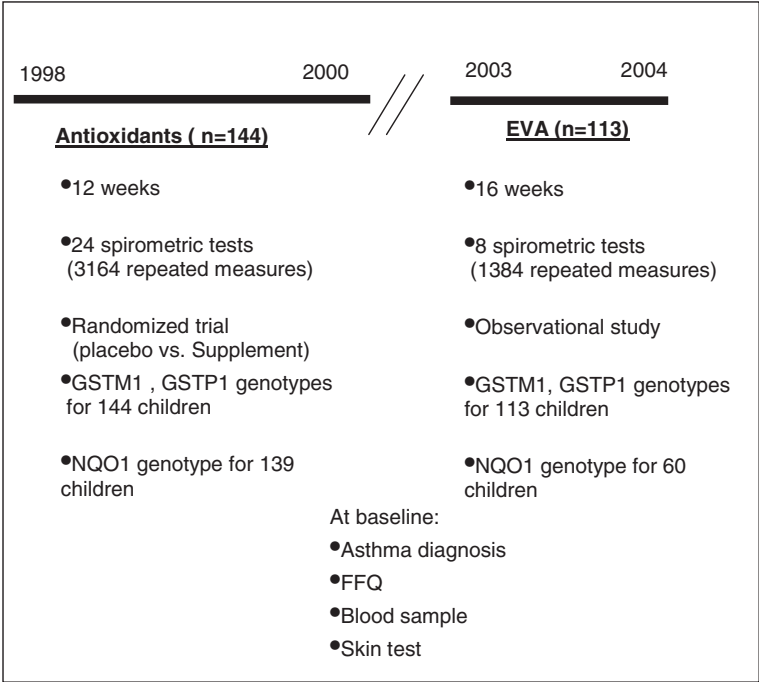 1998 2000 2003 2004
Antioxidants ( n=144)
●12 weeks
●24 spirometric tests
(3164 repeated measures)
●Randomized trial
(placebo vs. Supplement)
●GSTM1 , GSTP1 genotypes
for 144 children
●NQO1 genotype for 139
children
EVA (n=113)
●16 weeks
●8 spirometric tests
(1384 repeated measures)
●Observational study
●GSTM1, GSTP1 genotypes
for 113 children
●NQO1 genotype for 60
children
At baseline:
●Asthma diagnosis
●FFQ
●Blood sample
●Skin test